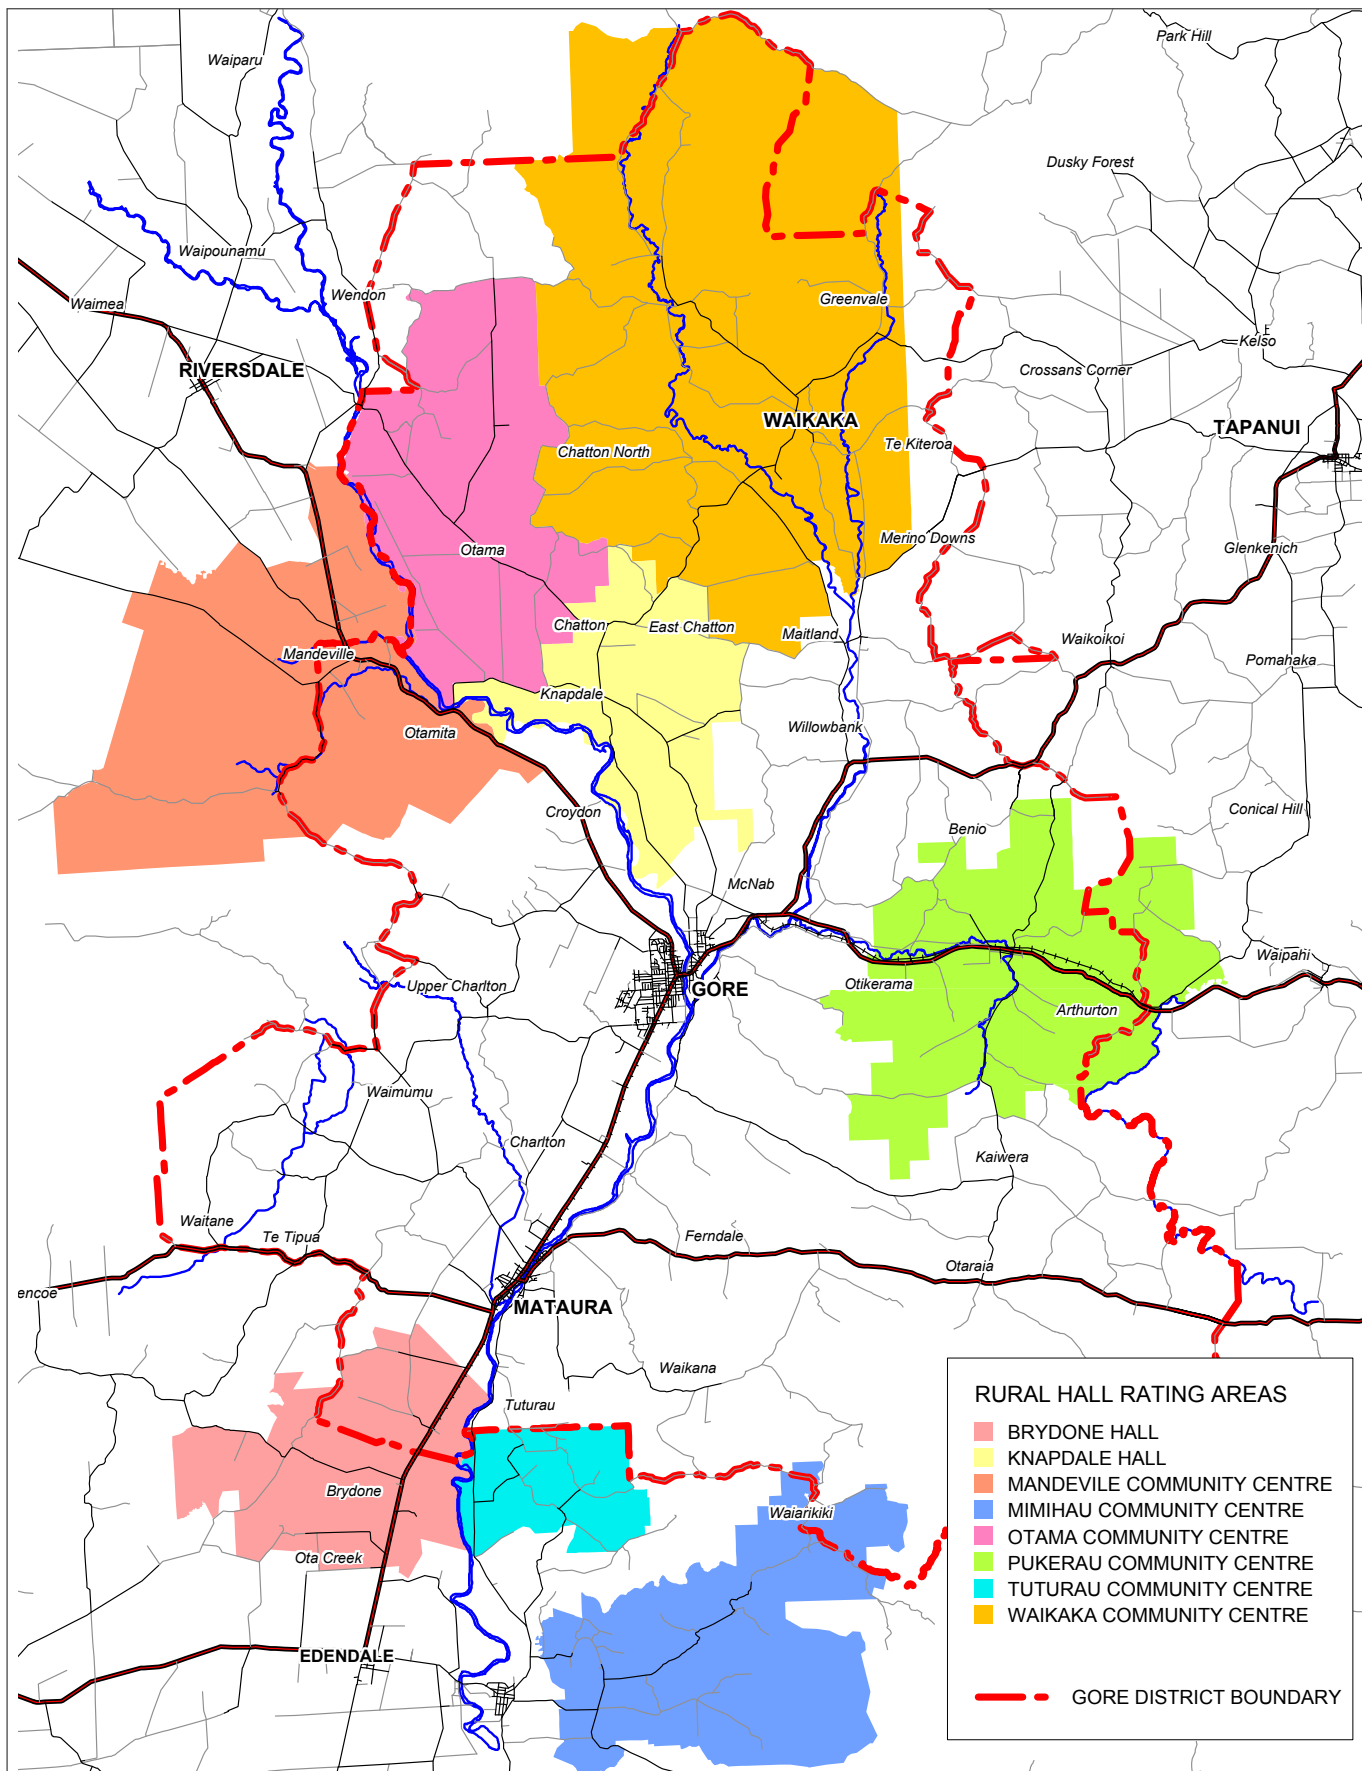 Park Hill
Waiparu
Dusky Forest
Waipounamu
Wendon
Waimea
Greenvale
Kelso
RIVERSDALE
Crossans Corner
WAIKAKA
TAPANUI
Te Kiteroa
Chatton North
Merino Downs
Otama
Glenkenich
Chatton
East Chatton
Maitland
Waikoikoi
Mandeville
Pomahaka
Knapdale
Otamita
Willowbank
Croydon
Benio
Conical Hill
McNab
Waipahi
Upper Charlton
GORE
Otikerama
Arthurton
Waimumu
Charlton
Kaiwera
Waitane
Te Tipua
Ferndale
Otaraia
encoe
MATAURA
Waikana
Tuturau
Brydone
Waiarikiki
Ota Creek
EDENDALE
RURAL HALL RATING AREAS
BRYDONE HALL
KNAPDALE HALL
MANDEVILE COMMUNITY CENTRE
MIMIHAU COMMUNITY CENTRE
OTAMA COMMUNITY CENTRE
PUKERAU COMMUNITY CENTRE
TUTURAU COMMUNITY CENTRE
WAIKAKA COMMUNITY CENTRE
GORE DISTRICT BOUNDARY